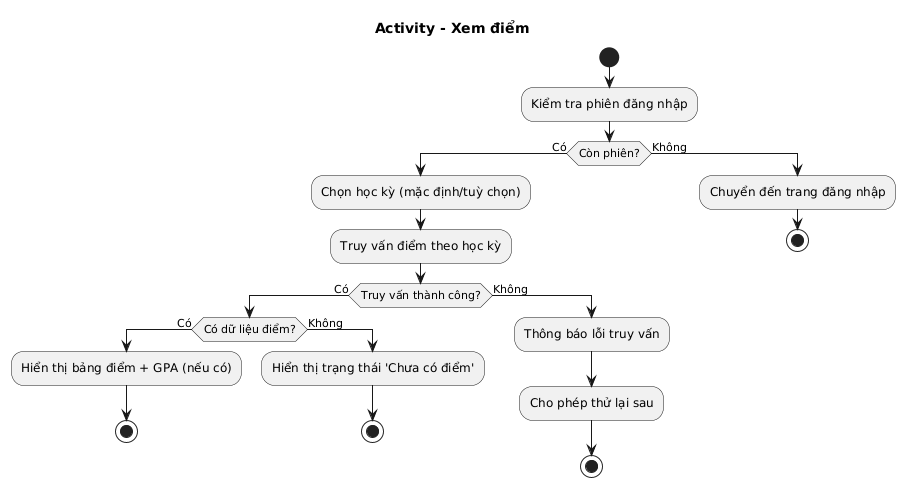 Activity - Xem điểm
Kiểm tra phiên đăng nhập
Có
Còn phiên?
Không
Chọn học kỳ (mặc định/tuỳ chọn)
Chuyển đến trang đăng nhập
Truy vấn điểm theo học kỳ
Có
Truy vấn thành công?
Không
Có
Có dữ liệu điểm?
Không
Thông báo lỗi truy vấn
Hiển thị bảng điểm + GPA (nếu có)
Hiển thị trạng thái 'Chưa có điểm'
Cho phép thử lại sau